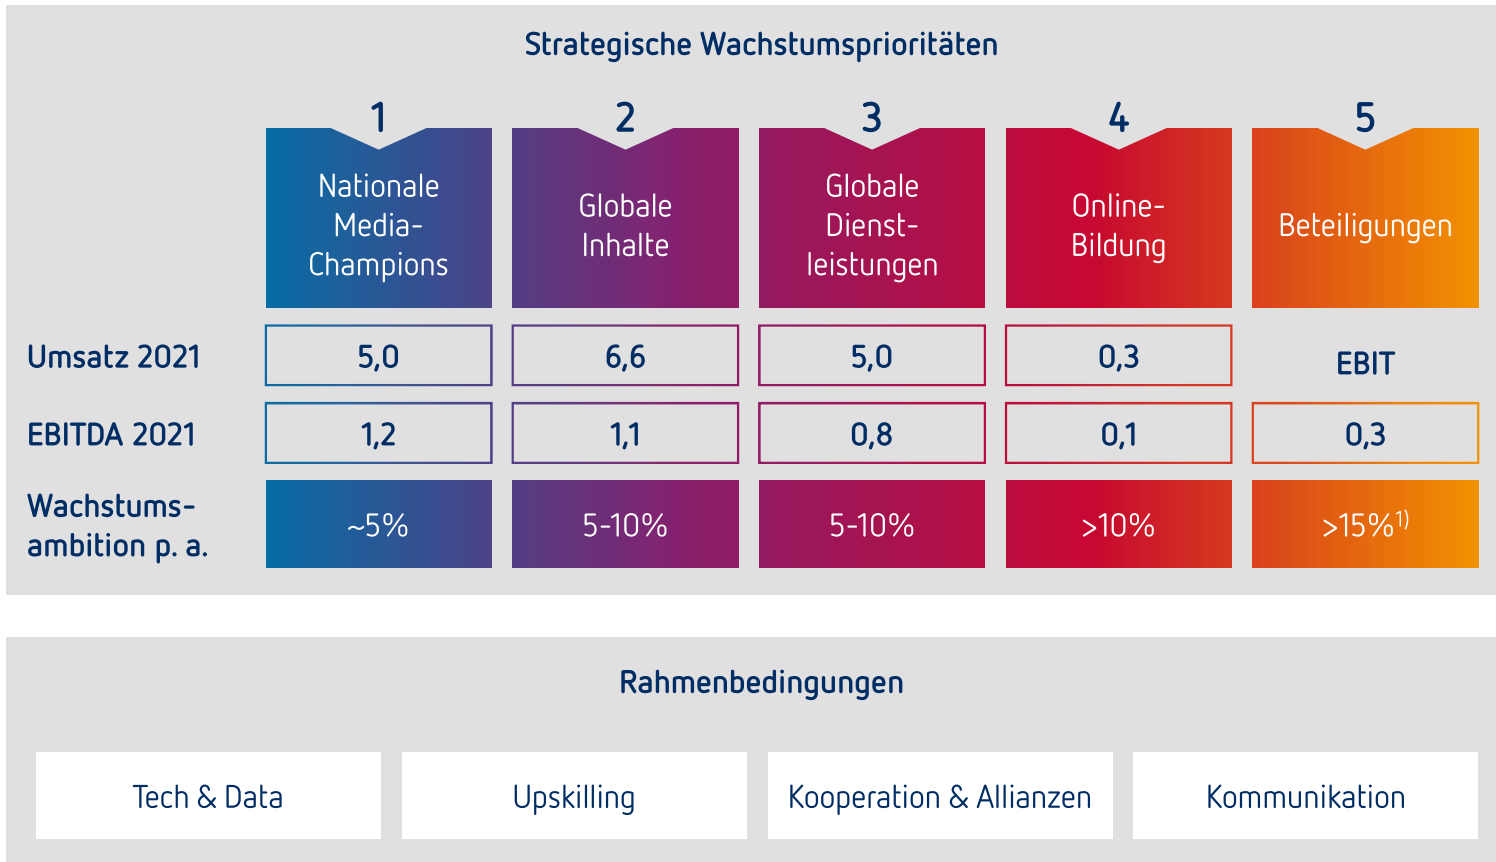 Strategische Wachstumsprioritäten
1
2
3
4
5
Nationale
Media-
Champions
Globale
Inhalte
Globale
Dienst-
leistungen
Online-
Bildung
Beteiligungen
Umsatz 2021
5,0
6,6
5,0
0,3
EBIT
EBITDA 2021
1,2
1,1
0,8
0,1
0,3
Wachstums-
ambition p. a.
~5%
5-10%
5-10%
>10%
>15%¹⁾
Rahmenbedingungen
Tech & Data
Upskilling
Kooperation & Allianzen
Kommunikation